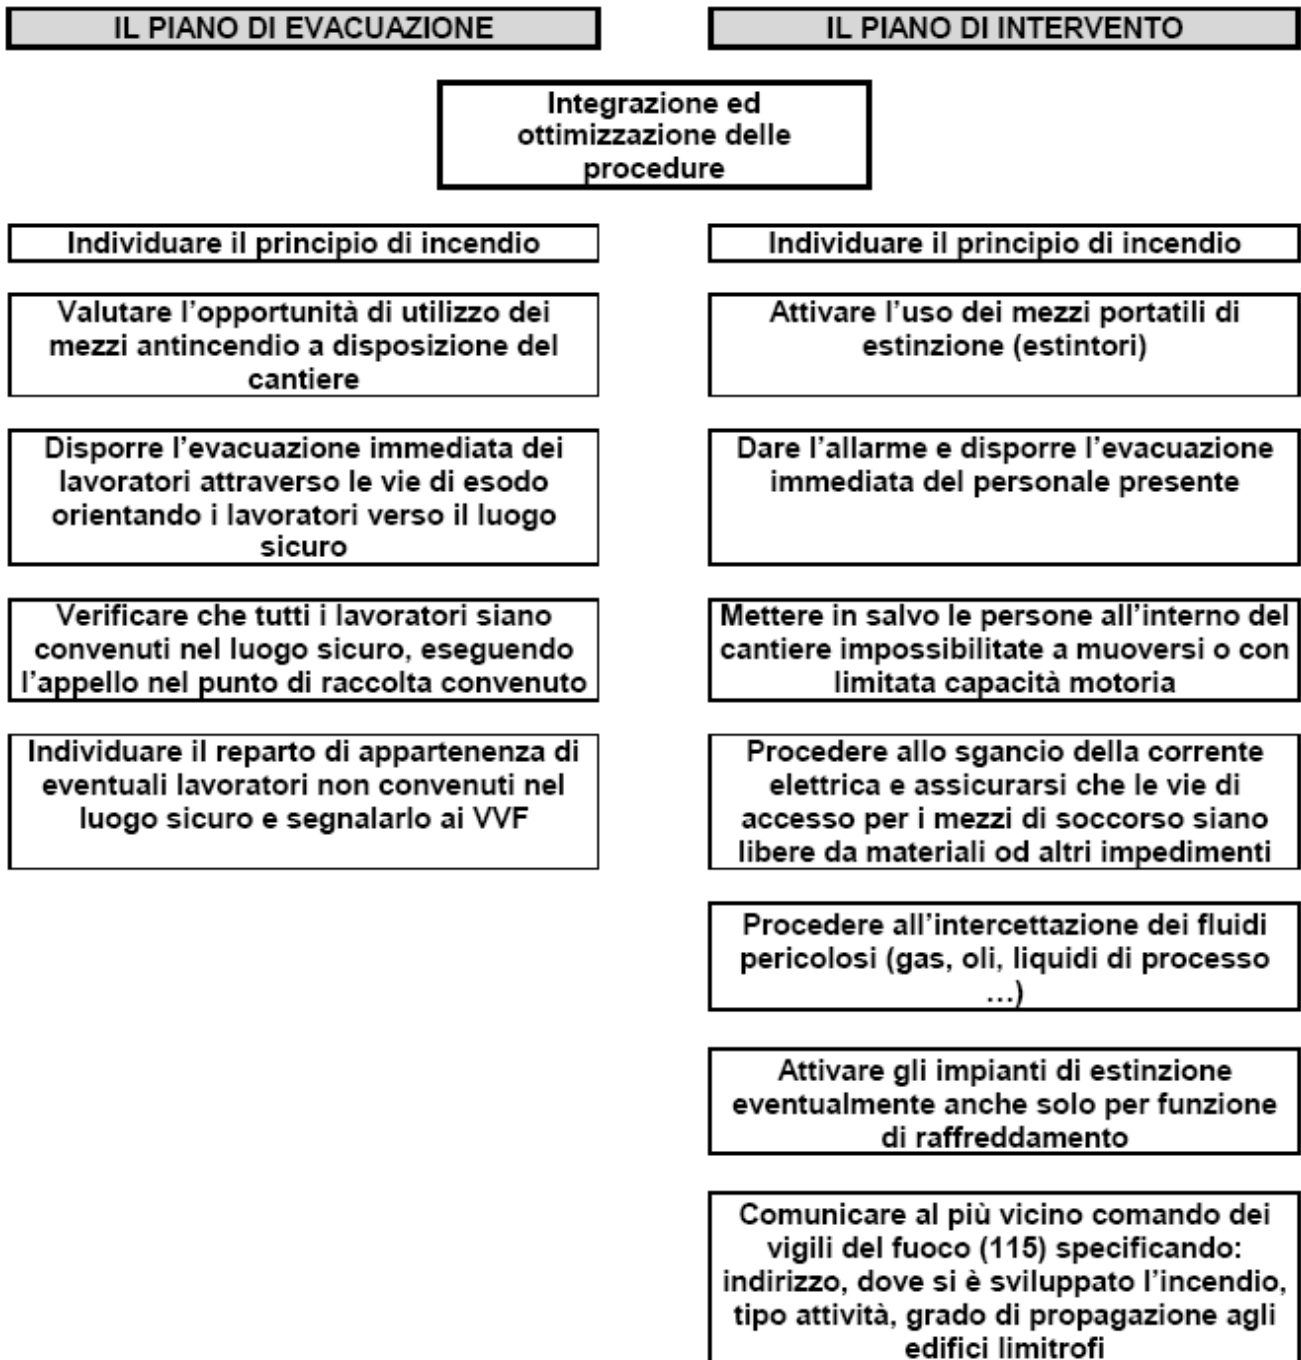 IL PIANO DI EVACUAZIONE
IL PIANO DI INTERVENTO
Integrazione ed
ottimizzazione delle
procedure
Individuare il principio di incendio
Individuare il principio di incendio
Valutare l’opportunità di utilizzo dei
mezzi antincendio a disposizione del
cantiere
Attivare l’uso dei mezzi portatili di
estinzione (estintori)
Disporre l’evacuazione immediata dei
lavoratori attraverso le vie di esodo
orientando i lavoratori verso il luogo
sicuro
Dare l’allarme e disporre l’evacuazione
immediata del personale presente
Verificare che tutti i lavoratori siano
convenuti nel luogo sicuro, eseguendo
l’appello nel punto di raccolta convenuto
Mettere in salvo le persone all’interno del
cantiere impossibilitate a muoversi o con
limitata capacità motoria
Individuare il reparto di appartenenza di
eventuali lavoratori non convenuti nel
luogo sicuro e segnalarlo ai VVF
Procedere allo sgancio della corrente
elettrica e assicurarsi che le vie di
accesso per i mezzi di soccorso siano
libere da materiali od altri impedimenti
Procedere all’intercettazione dei fluidi
pericolosi (gas, oli, liquidi di processo
…)
Attivare gli impianti di estinzione
eventualmente anche solo per funzione
di raffreddamento
Comunicare al più vicino comando dei
vigili del fuoco (115) specificando:
indirizzo, dove si è sviluppato l’incendio,
tipo attività, grado di propagazione agli
edifici limitrofi